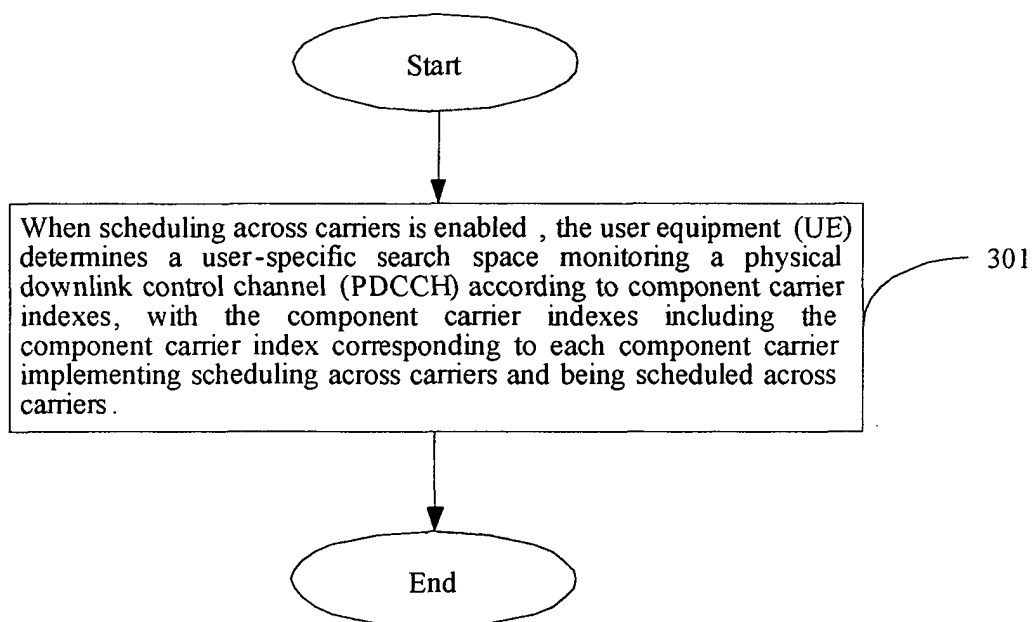 Start
When scheduling across carriers is enabled , the user equipment (UE)
determines a user-specific search space monitoring a physical
downlink control channel (PDCCH) according to component carrier
indexes, with the component carrier indexes including the
component carrier index corresponding to each component carrier
implementing scheduling across carriers and being scheduled across
carriers.
301
End